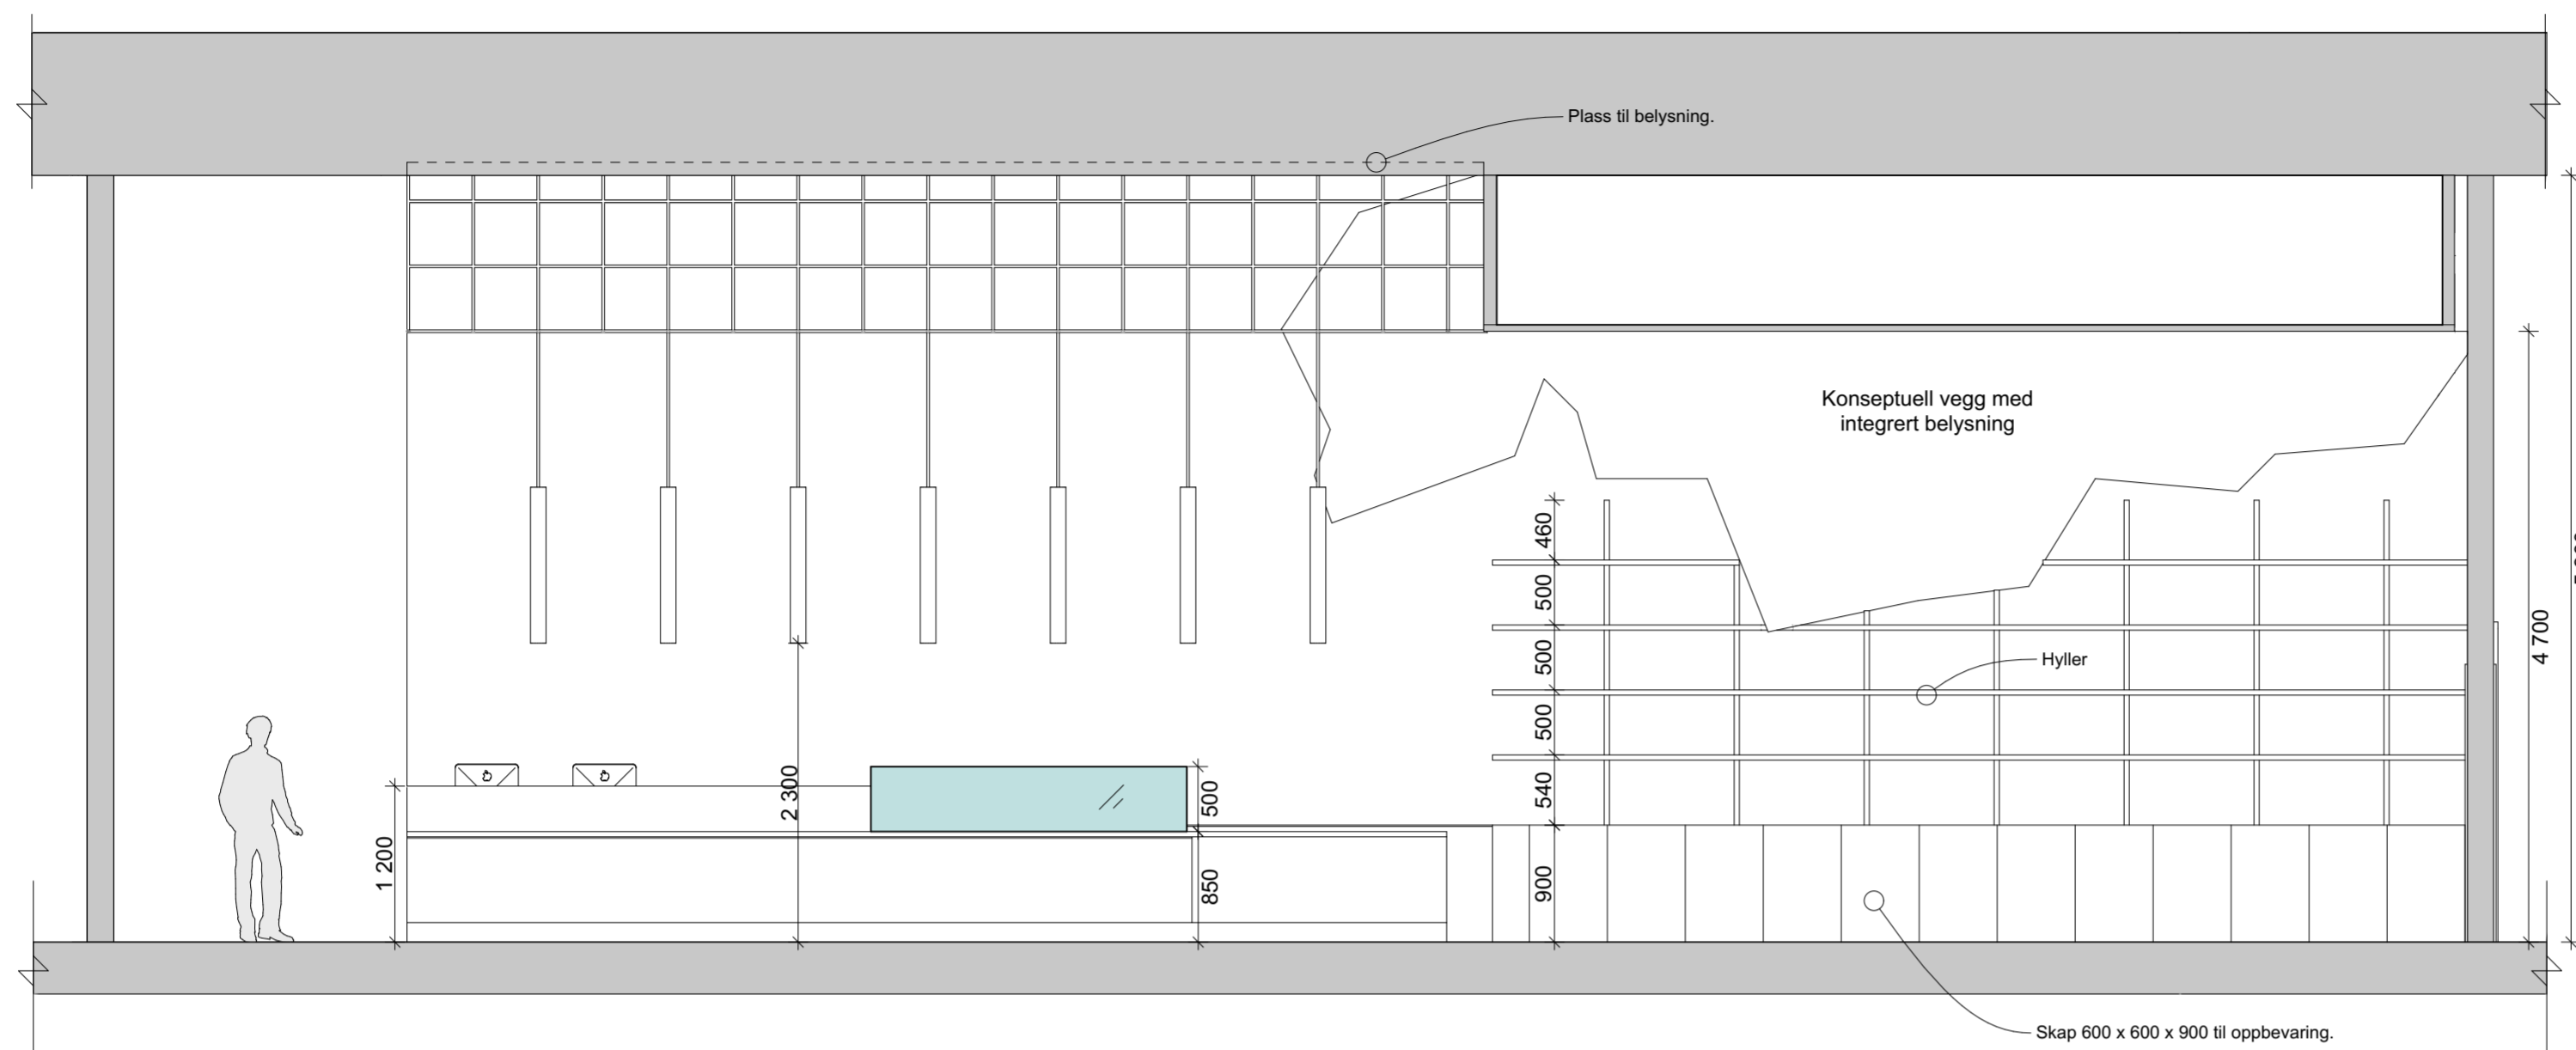 Plass til belysning.
Konseptuell vegg med
integrert belysning
460
500
500
500
540
900
Hyller
4 700
2 300
500
850
1 200
Skap 600 x 600 x 900 til oppbevaring.